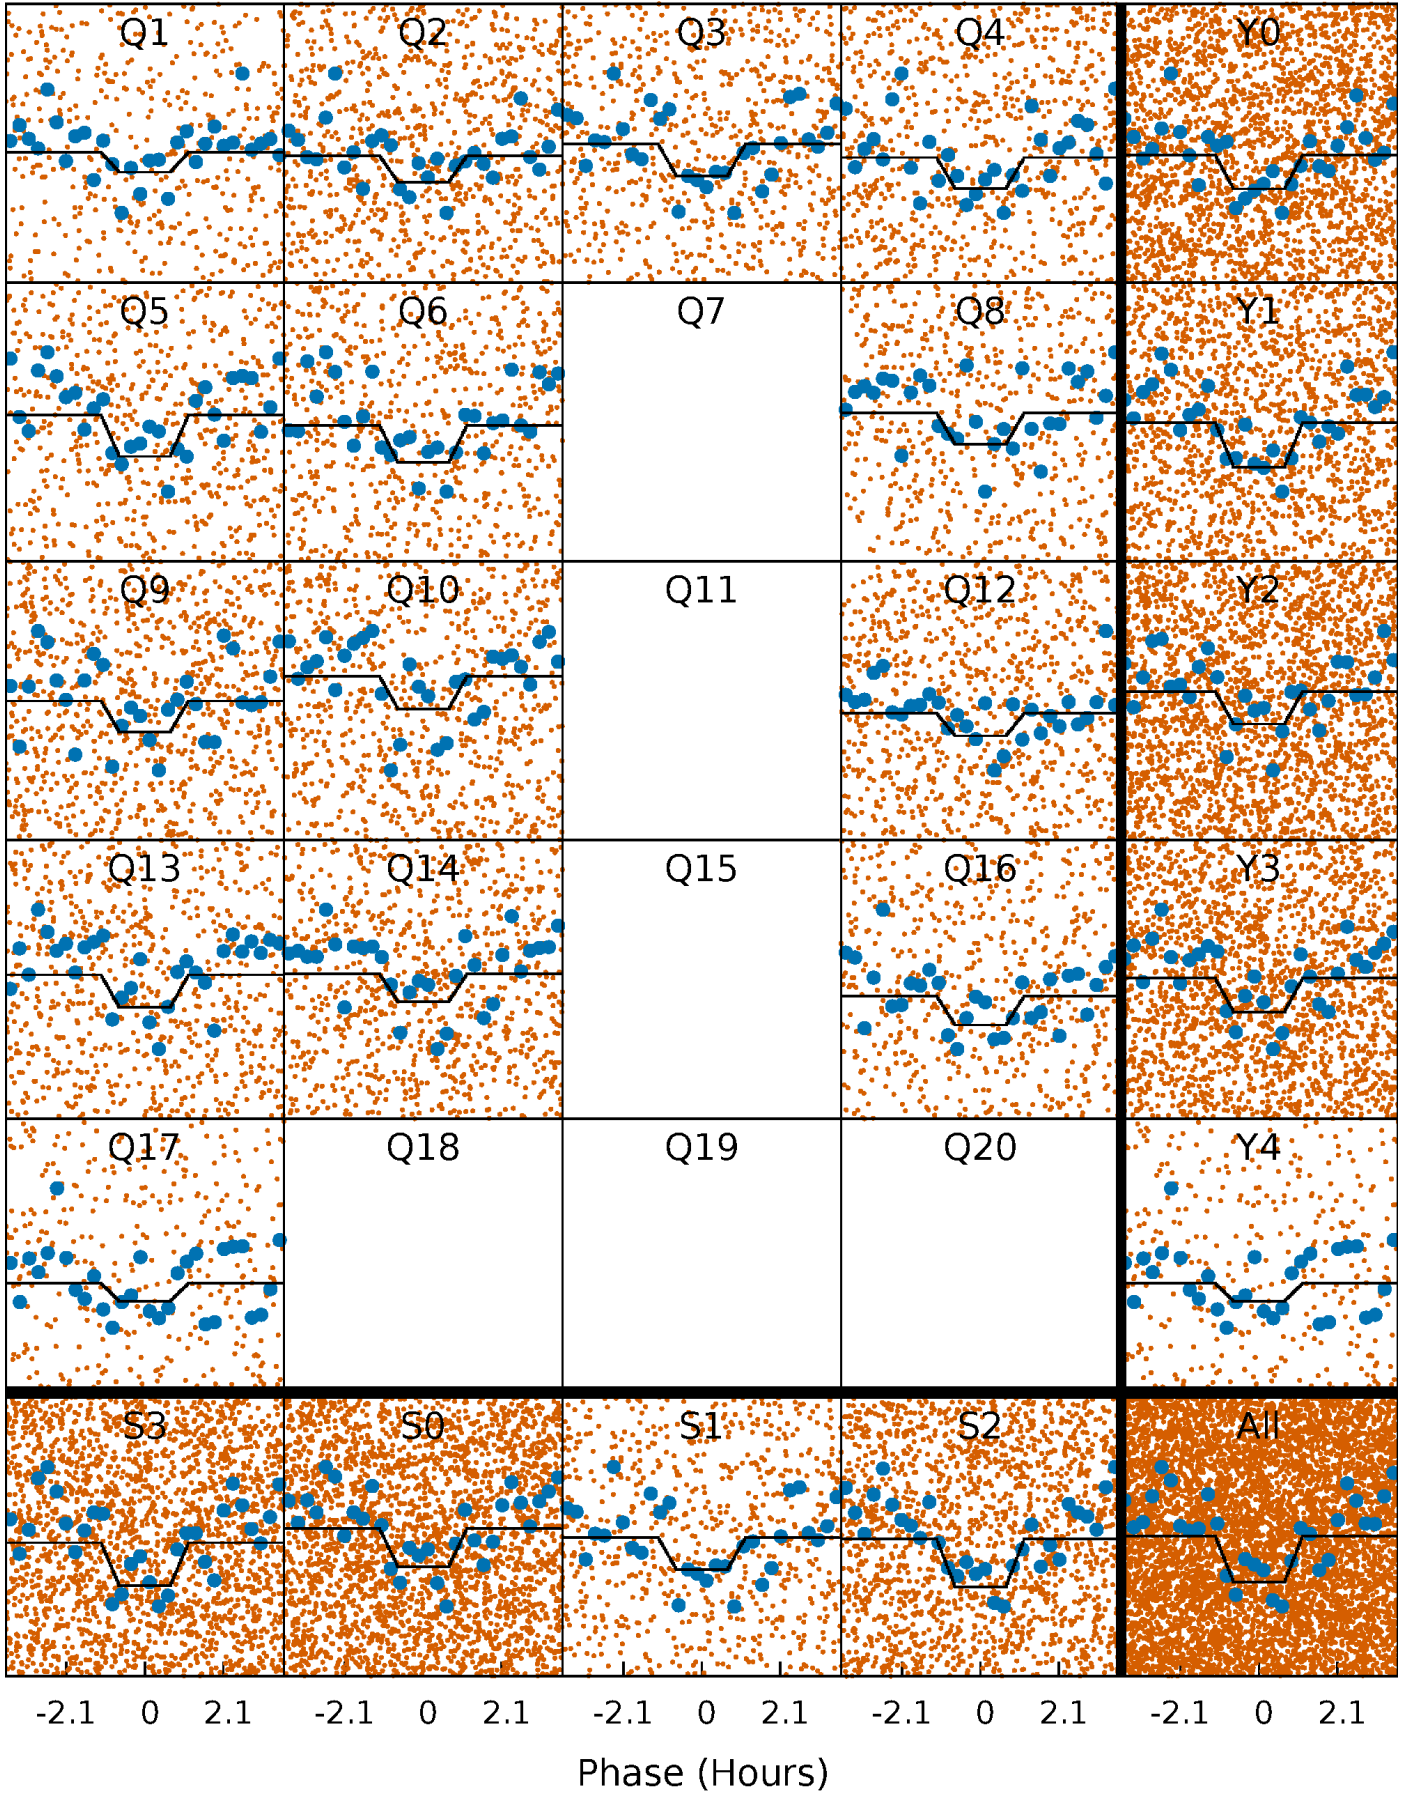 Q1 Q2 Q3 Q4 Y0
Q5 Q6 Q7 Q8 Y1
Q9 Q10 Q11 Q12 Y2
Q13 Q14 Q15 Q16 Y3
Q17 Q18 Q19 Q20 Y4
S3 S0 S1 S2 All
-2.1 0 2.1 -2.1 0 2.1 -2.1 0 2.1 -2.1 0 2.1 -2.1 0 2.1
Phase (Hours)